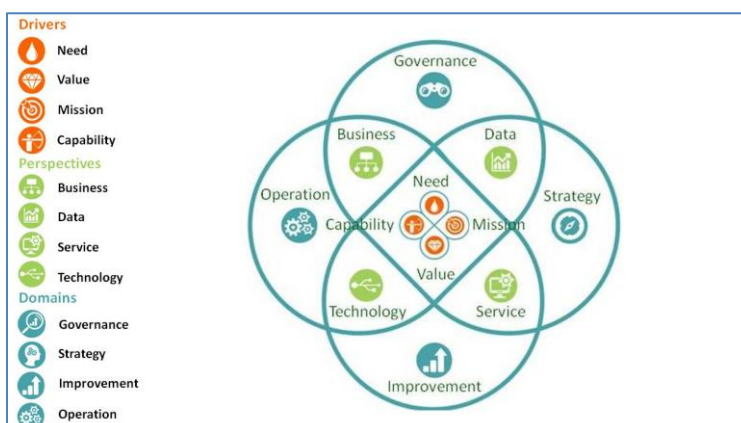 Drivers
Need
Value
Mission
Capability
Perspectives
Business
Data
Service
Technology
Domains
Governance
Strategy
Improvement
Operation
Governance
Business Data
Need
Operation Strategy
Capability Mission
Value
Technology Service
Improvement